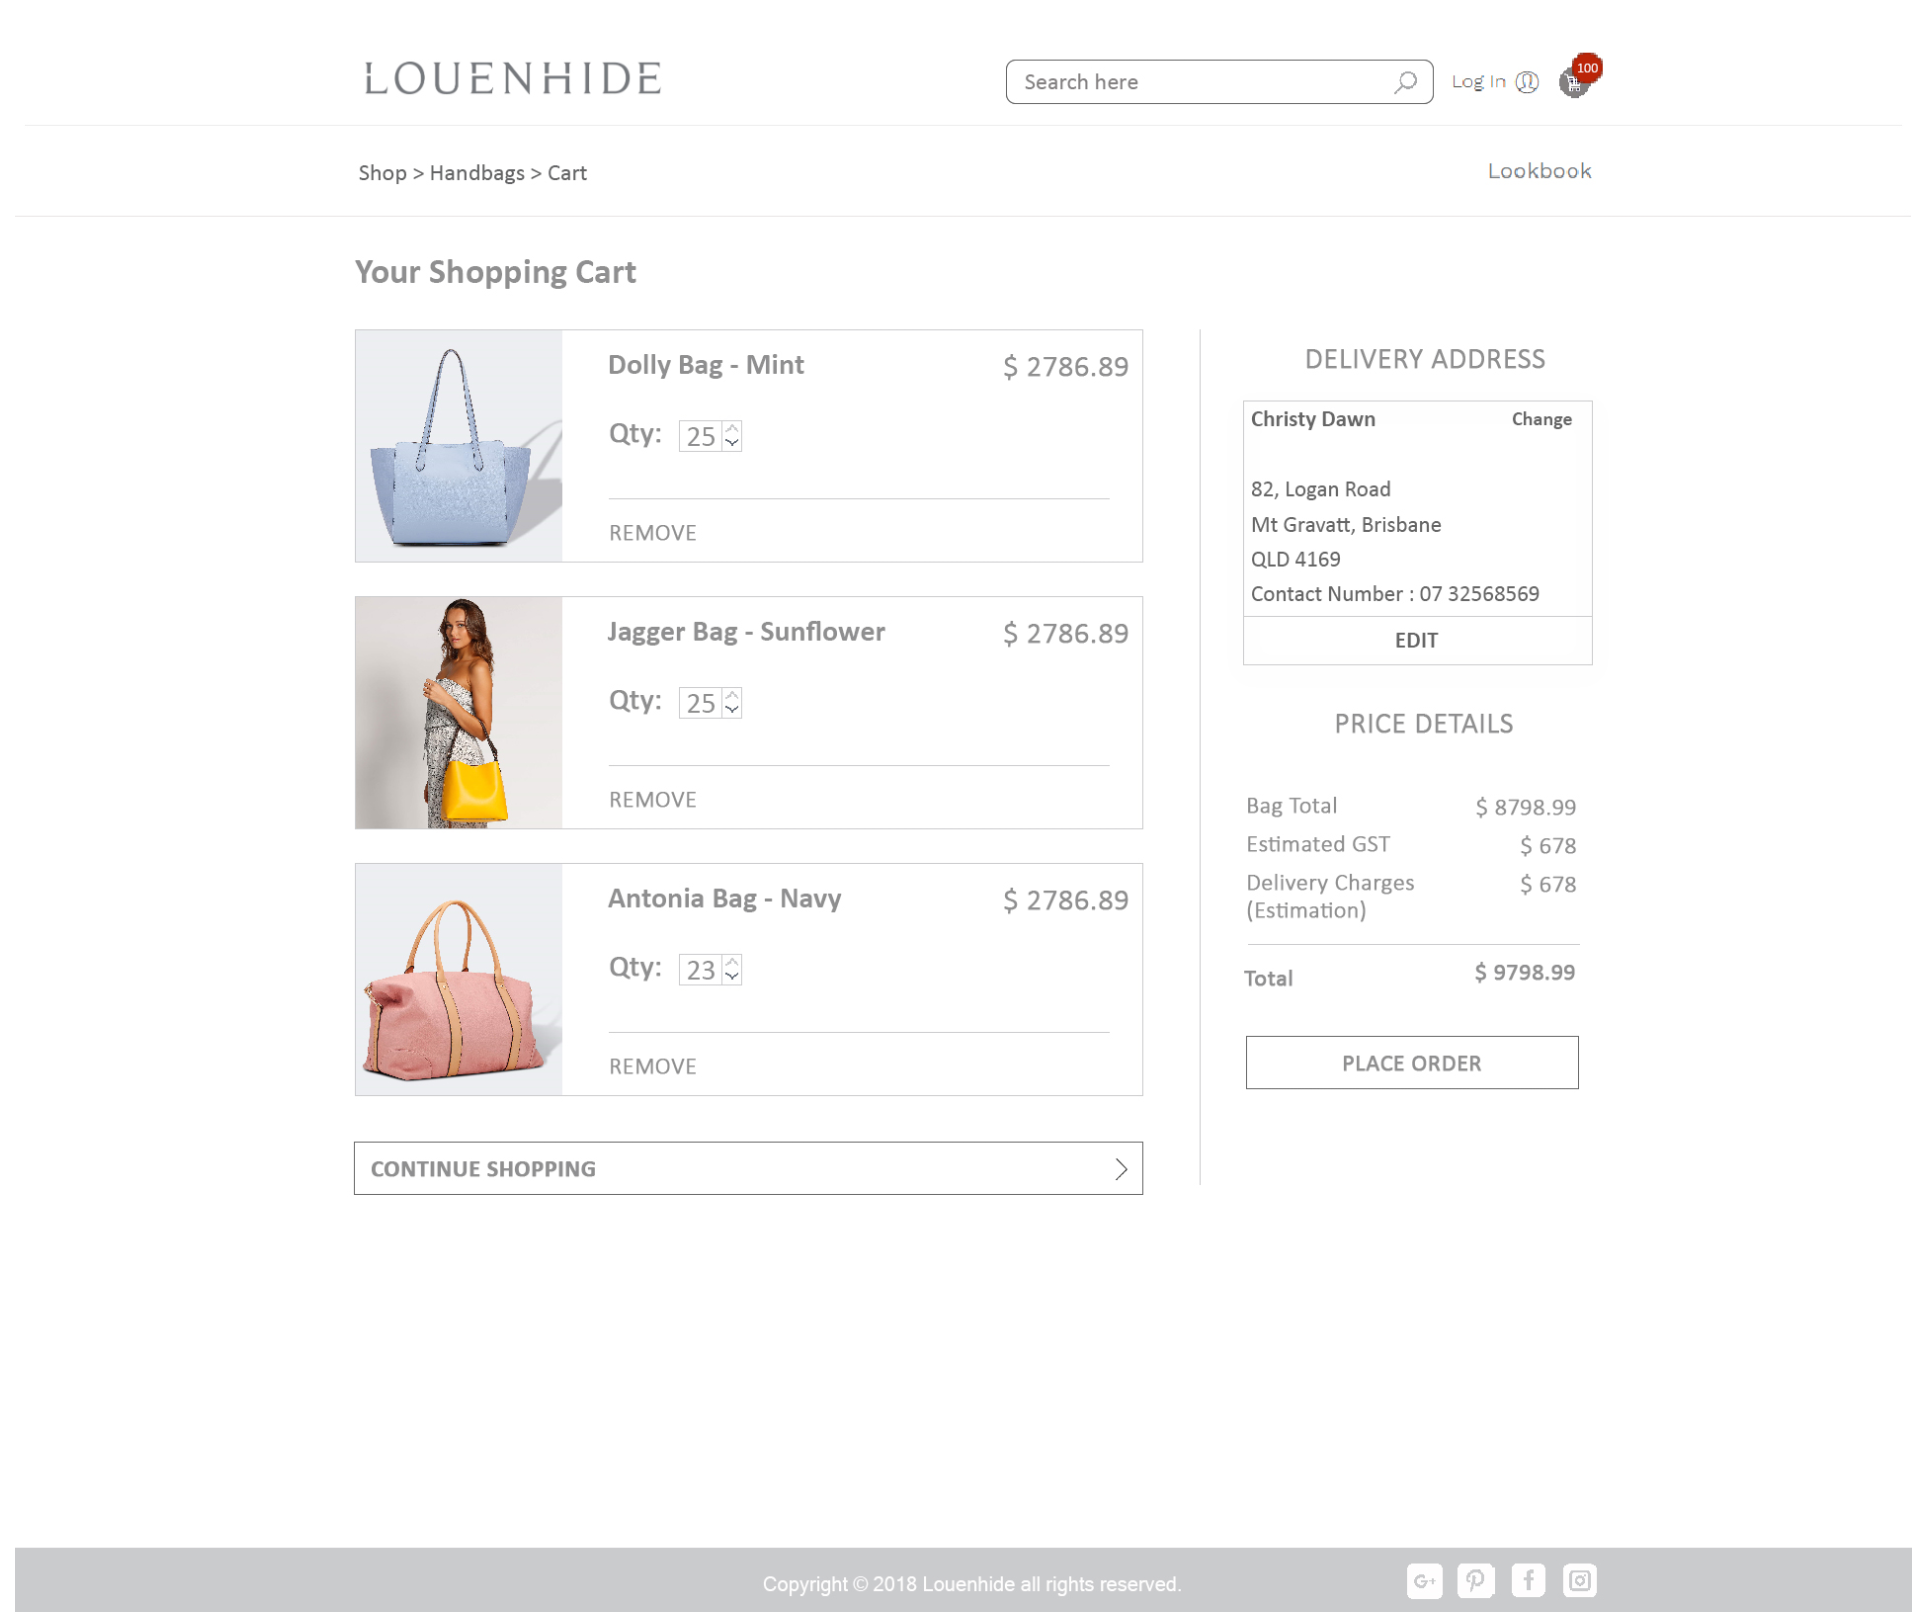 LOUENHIDE
Search here
Log In
100
Shop > Handbags > Cart
Lookbook
Your Shopping Cart
Dolly Bag - Mint
$ 2786.89
Qty: 25
REMOVE
Jagger Bag - Sunflower
$ 2786.89
Qty: 25
REMOVE
Antonia Bag - Navy
$ 2786.89
Qty: 23
REMOVE
CONTINUE SHOPPING
DELIVERY ADDRESS
Christy Dawn
Change
82, Logan Road
Mt Gravatt, Brisbane
QLD 4169
Contact Number : 07 32568569
EDIT
PRICE DETAILS
Bag Total $ 8798.99
Estimated GST $ 678
Delivery Charges $ 678
(Estimation)
Total $ 9798.99
PLACE ORDER
Copyright © 2018 Louenhide all rights reserved.
G+